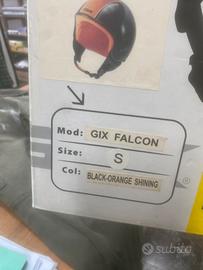 Mod: GIX FALCON
Size: S
Col: BLACK-ORANGE SHINING
®
subito